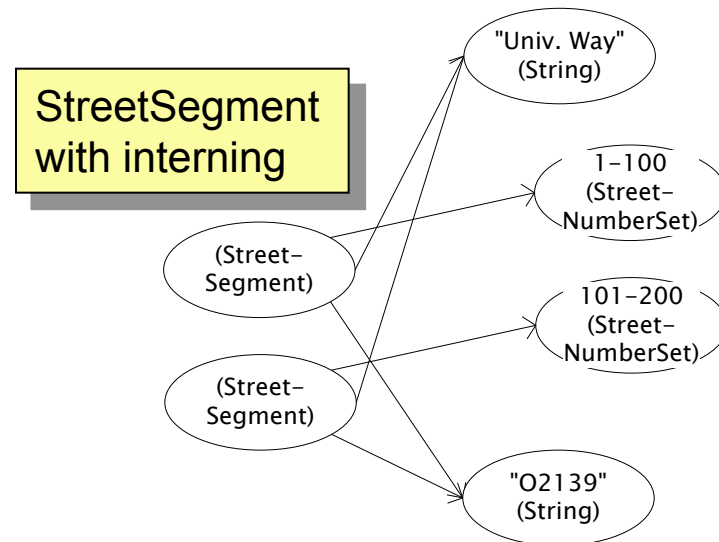 StreetSegment
with interning
"Univ. Way"
(String)
1-100
(Street-
NumberSet)
(Street-
Segment)
101-200
(Street-
NumberSet)
(Street-
Segment)
"O2139"
(String)